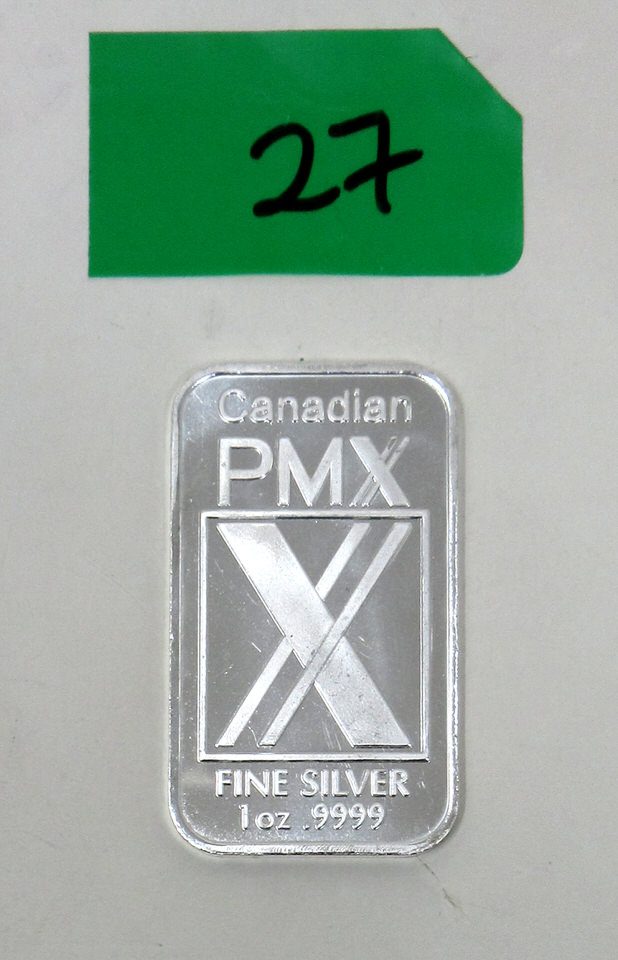 27
Canadian
PMX
X
FINE SILVER
1oz .9999